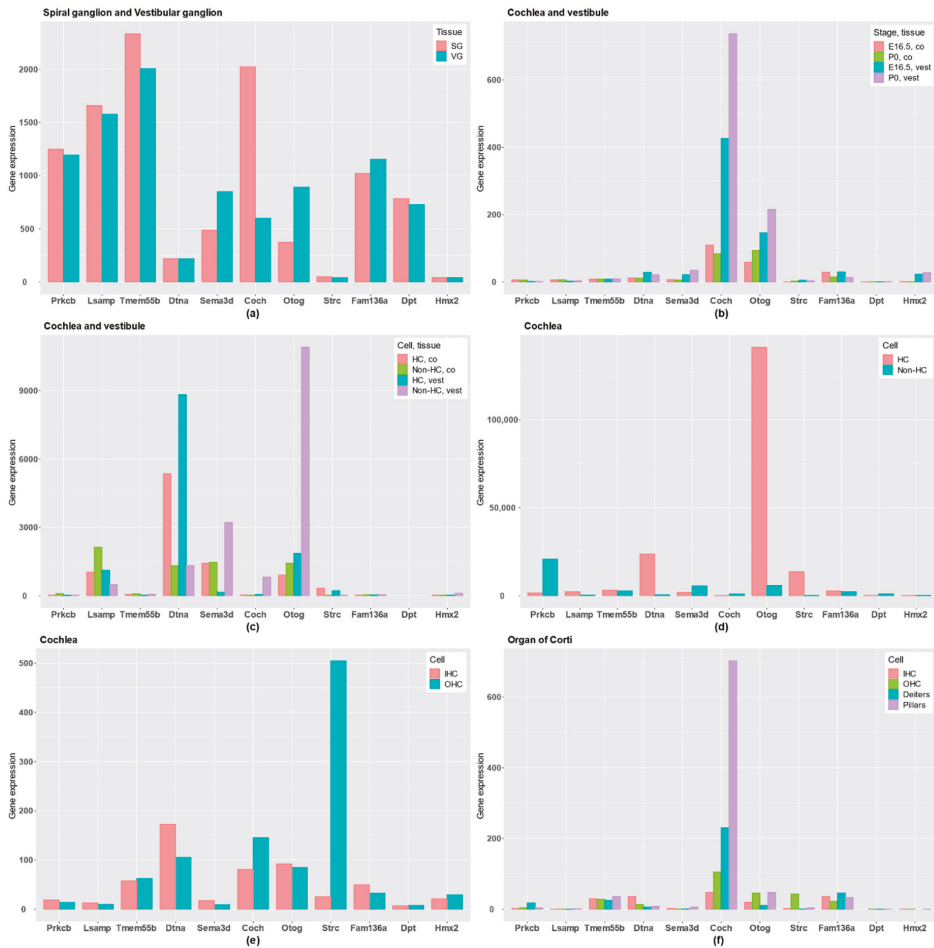 Spiral ganglion and Vestibular ganglion
Gene expression
2000
1500
1000
500
0
Tissue
SG
VG
Prkcb Lsamp Tmem55b Dtna Sema3d Coch Otog Strc Fam136a Dpt Hmx2
(a)
Cochlea and vestibule
Gene expression
600
400
200
0
Stage, tissue
E16.5, co
P0, co
E16.5, vest
P0, vest
Prkcb Lsamp Tmem55b Dtna Sema3d Coch Otog Strc Fam136a Dpt Hmx2
(b)
Cochlea and vestibule
Gene expression
9000
6000
3000
0
Cell, tissue
HC, co
Non-HC, co
HC, vest
Non-HC, vest
Prkcb Lsamp Tmem55b Dtna Sema3d Coch Otog Strc Fam136a Dpt Hmx2
(c)
Cochlea
Gene expression
100,000
50,000
0
Cell
HC
Non-HC
Prkcb Lsamp Tmem55b Dtna Sema3d Coch Otog Strc Fam136a Dpt Hmx2
(d)
Cochlea
Gene expression
500
400
300
200
100
0
Cell
IHC
OHC
Prkcb Lsamp Tmem55b Dtna Sema3d Coch Otog Strc Fam136a Dpt Hmx2
(e)
Organ of Corti
Gene expression
600
400
200
0
Cell
IHC
OHC
Deiters
Pillars
Prkcb Lsamp Tmem55b Dtna Sema3d Coch Otog Strc Fam136a Dpt Hmx2
(f)